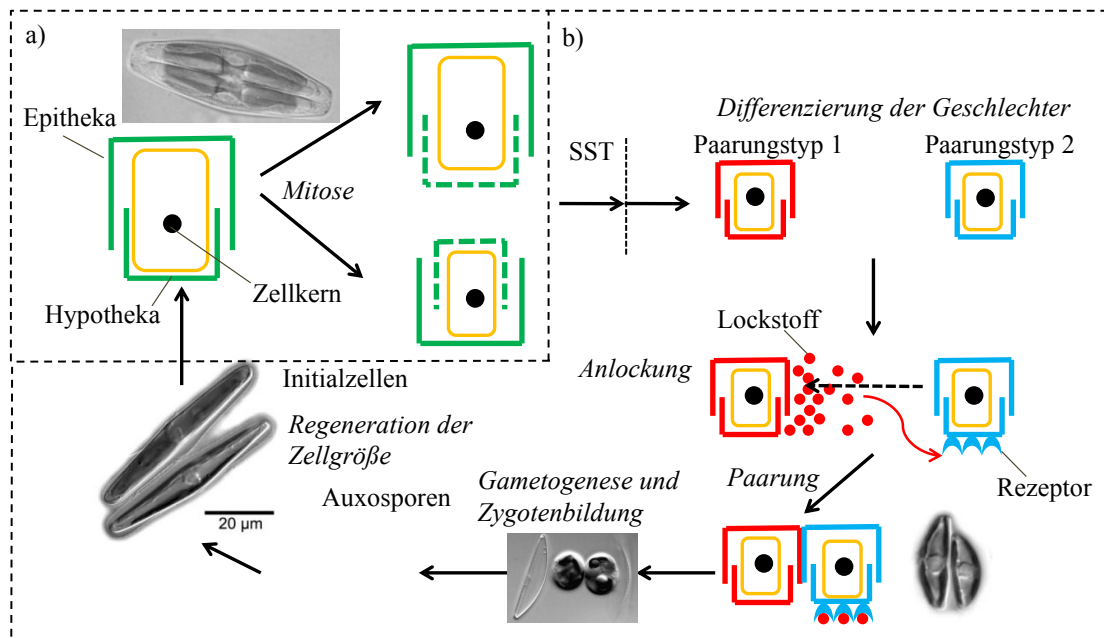 a)
Epitheka
Mitose
Zellkern
Hypotheka
b)
Differenzierung der Geschlechter
SST
Paarungstyp 1
Paarungstyp 2
Lockstoff
Anlockung
Rezeptor
Paarung
Gametogenese und
Zygotenbildung
Auxosporen
Initialzellen
Regeneration der
Zellgröße
20 µm